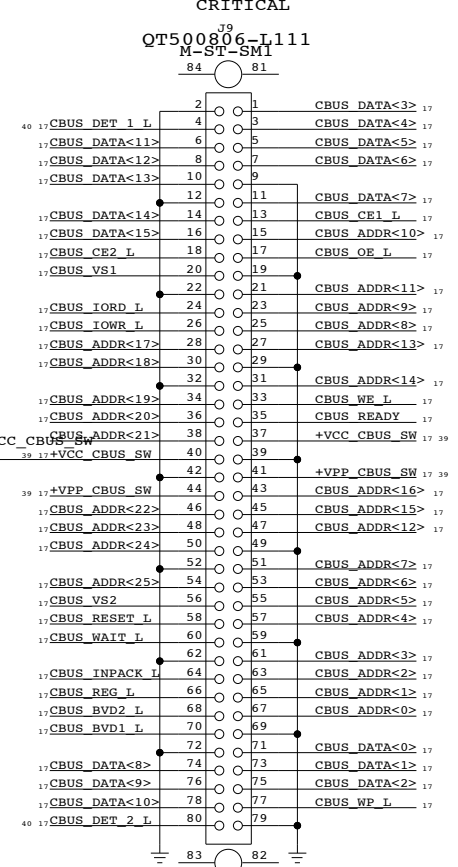 CRITICAL
J9
QT500806-L111
M-ST-SM1
84 81
2 1 CBUS_DATA<3> 17
40 17 CBUS_DET_1_L 4 3 CBUS_DATA<4> 17
17 CBUS_DATA<11> 6 5 CBUS_DATA<5> 17
17 CBUS_DATA<12> 8 7 CBUS_DATA<6> 17
17 CBUS_DATA<13> 10 9
12 11 CBUS_DATA<7> 17
17 CBUS_DATA<14> 14 13 CBUS_CE1_L 17
17 CBUS_DATA<15> 16 15 CBUS_ADDR<10> 17
17 CBUS_CE2_L 18 17 CBUS_OE_L 17
17 CBUS_VS1 20 19
22 21 CBUS_ADDR<11> 17
17 CBUS_IORD_L 24 23 CBUS_ADDR<9> 17
17 CBUS_IOWR_L 26 25 CBUS_ADDR<8> 17
17 CBUS_ADDR<17> 28 27 CBUS_ADDR<13> 17
17 CBUS_ADDR<18> 30 29
32 31 CBUS_ADDR<14> 17
17 CBUS_ADDR<19> 34 33 CBUS_WE_L 17
17 CBUS_ADDR<20> 36 35 CBUS_READY 17
CC_CBUS_SW CBUS_ADDR<21> 38 37 +VCC_CBUS_SW 17 39
39 17 +VCC_CBUS_SW 40 39
42 41 +VPP_CBUS_SW 17 39
39 17 +VPP_CBUS_SW 44 43 CBUS_ADDR<16> 17
17 CBUS_ADDR<22> 46 45 CBUS_ADDR<15> 17
17 CBUS_ADDR<23> 48 47 CBUS_ADDR<12> 17
17 CBUS_ADDR<24> 50 49
52 51 CBUS_ADDR<7> 17
17 CBUS_ADDR<25> 54 53 CBUS_ADDR<6> 17
17 CBUS_VS2 56 55 CBUS_ADDR<5> 17
17 CBUS_RESET_L 58 57 CBUS_ADDR<4> 17
17 CBUS_WAIT_L 60 59
62 61 CBUS_ADDR<3> 17
17 CBUS_INPACK_L 64 63 CBUS_ADDR<2> 17
17 CBUS_REG_L 66 65 CBUS_ADDR<1> 17
17 CBUS_BVD2_L 68 67 CBUS_ADDR<0> 17
17 CBUS_BVD1_L 70 69
72 71 CBUS_DATA<0> 17
17 CBUS_DATA<8> 74 73 CBUS_DATA<1> 17
17 CBUS_DATA<9> 76 75 CBUS_DATA<2> 17
17 CBUS_DATA<10> 78 77 CBUS_WP_L 17
40 17 CBUS_DET_2_L 80 79
83 82